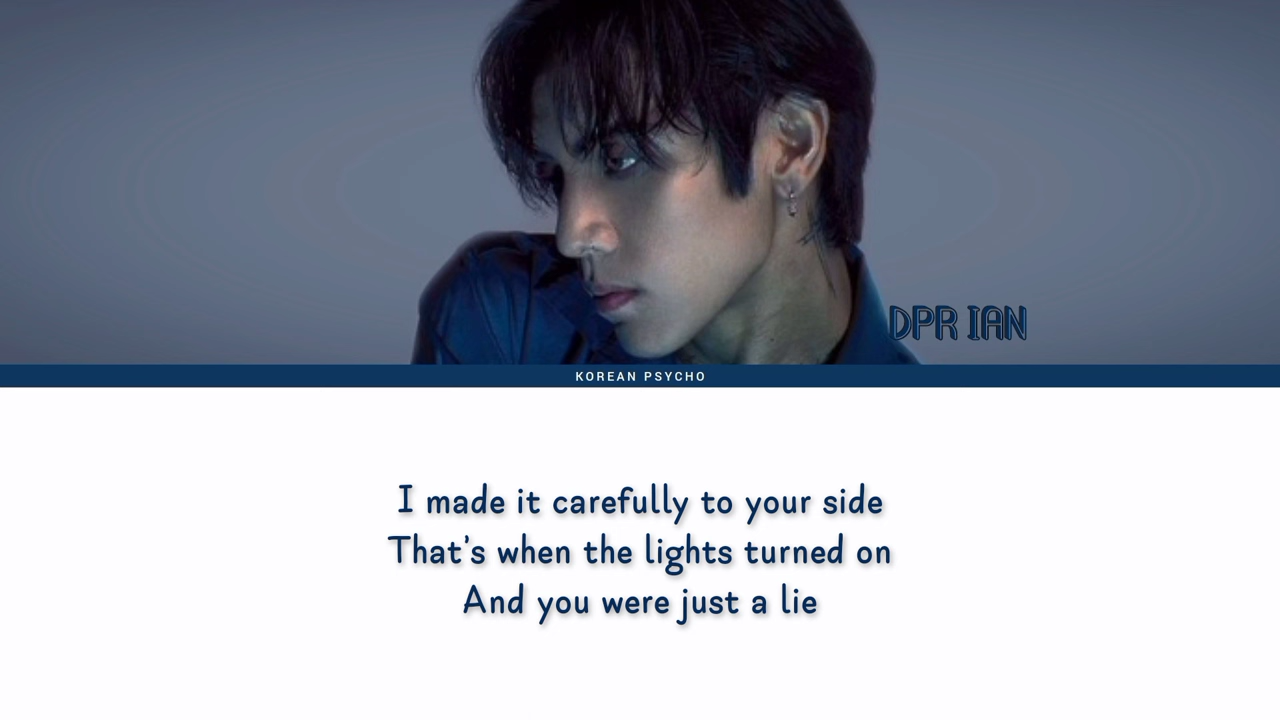 DPR IAN
KOREAN PSYCHO
I made it carefully to your side
That's when the lights turned on
And you were just a lie